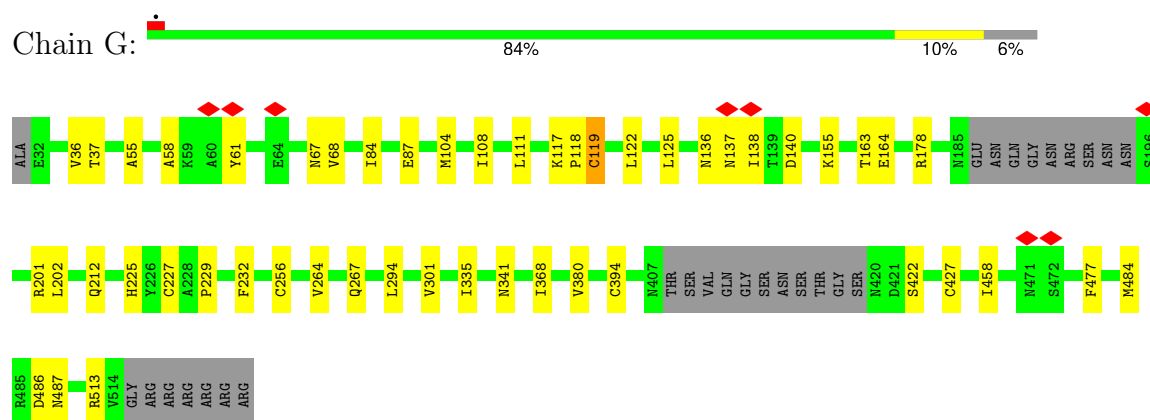 Chain G:
84% 10% 6%
ALA E32 V36 T37 A55 A58 K59 A60 Y61 E64 N67 V68 I84 E87 M104 I108 L111 K117 P118 C119 L122 L125 N136 N137 I138 T139 D140 K155 T163 E164 R178 N185 GLU ASN GLN GLY ASN ARG SER ASN ASN S196
R201 L202 Q212 H225 Y226 C227 A228 P229 F232 C256 V264 Q267 L294 V301 I335 N341 I368 V380 C394 N407 THR SER VAL GLN GLY SER ASN SER THR GLY SER N420 D421 S422 C427 I458 N471 S472 F477 M484
R485 D486 N487 R513 V514 GLY ARG ARG ARG ARG ARG